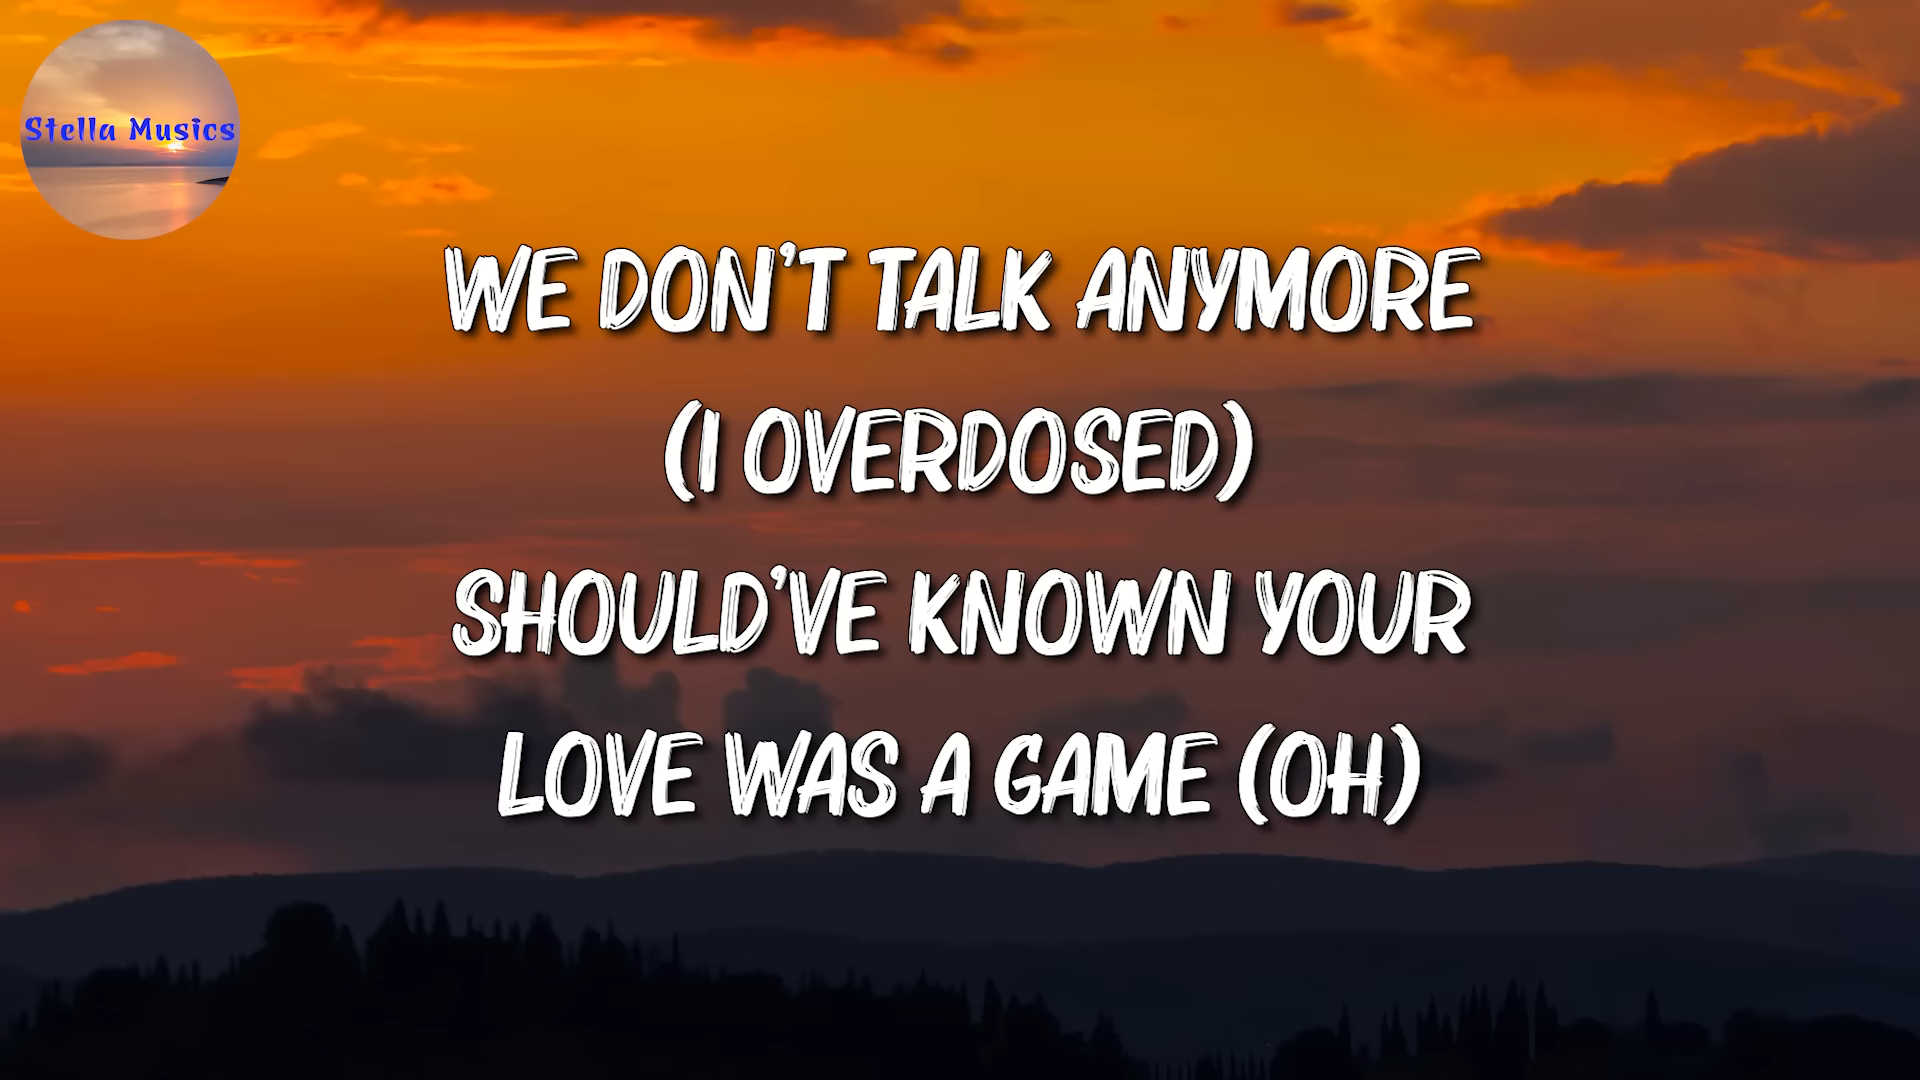 Stella Musics
WE DON'T TALK ANYMORE
(I OVERDOSED)
SHOULD'VE KNOWN YOUR
LOVE WAS A GAME (OH)